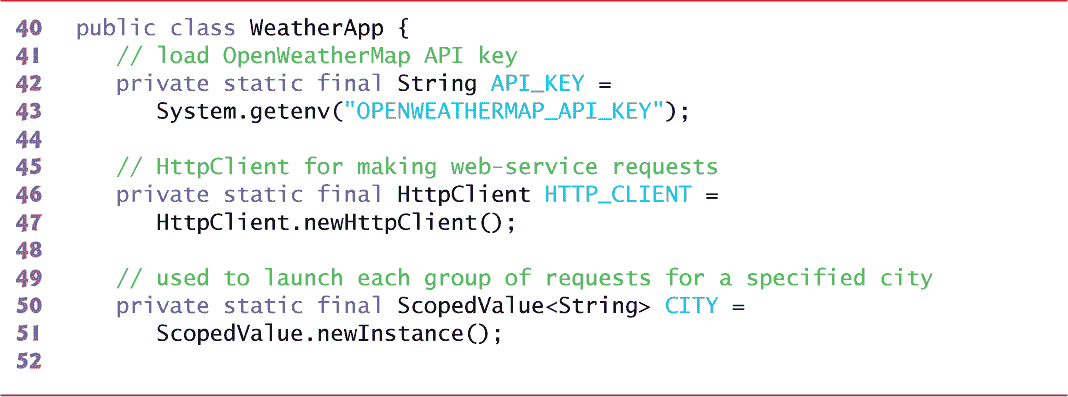 40 public class WeatherApp {
41 // load OpenWeatherMap API key
42 private static final String API_KEY =
43 System.getenv("OPENWEATHERMAP_API_KEY");
44
45 // HttpClient for making web-service requests
46 private static final HttpClient HTTP_CLIENT =
47 HttpClient.newHttpClient();
48
49 // used to launch each group of requests for a specified city
50 private static final ScopedValue<String> CITY =
51 ScopedValue.newInstance();
52